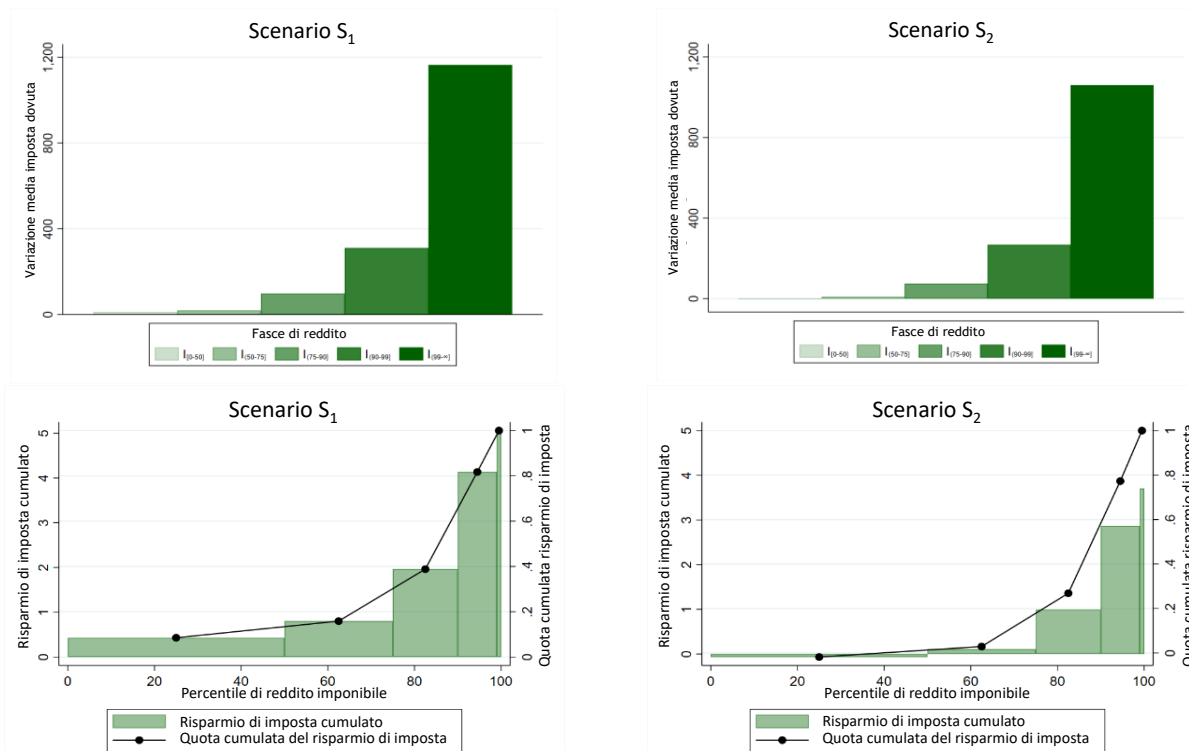 Scenario S1
Variazione media imposta dovuta
1,200
800
400
0
Fasce di reddito
I[0-50] I(50-75] I(75-90] I(90-99] I(99-∞]
Scenario S2
Variazione media imposta dovuta
1,200
800
400
0
Fasce di reddito
I[0-50] I(50-75] I(75-90] I(90-99] I(99-∞]
Scenario S1
Risparmio di imposta cumulato
5
4
3
2
1
0
Quota cumulata risparmio di imposta
1
.8
.6
.4
.2
0
0 20 40 60 80 100
Percentile di reddito imponibile
Risparmio di imposta cumulato
Quota cumulata del risparmio di imposta
Scenario S2
Risparmio di imposta cumulato
5
4
3
2
1
0
Quota cumulata risparmio di imposta
1
.8
.6
.4
.2
0
0 20 40 60 80 100
Percentile di reddito imponibile
Risparmio di imposta cumulato
Quota cumulata del risparmio di imposta